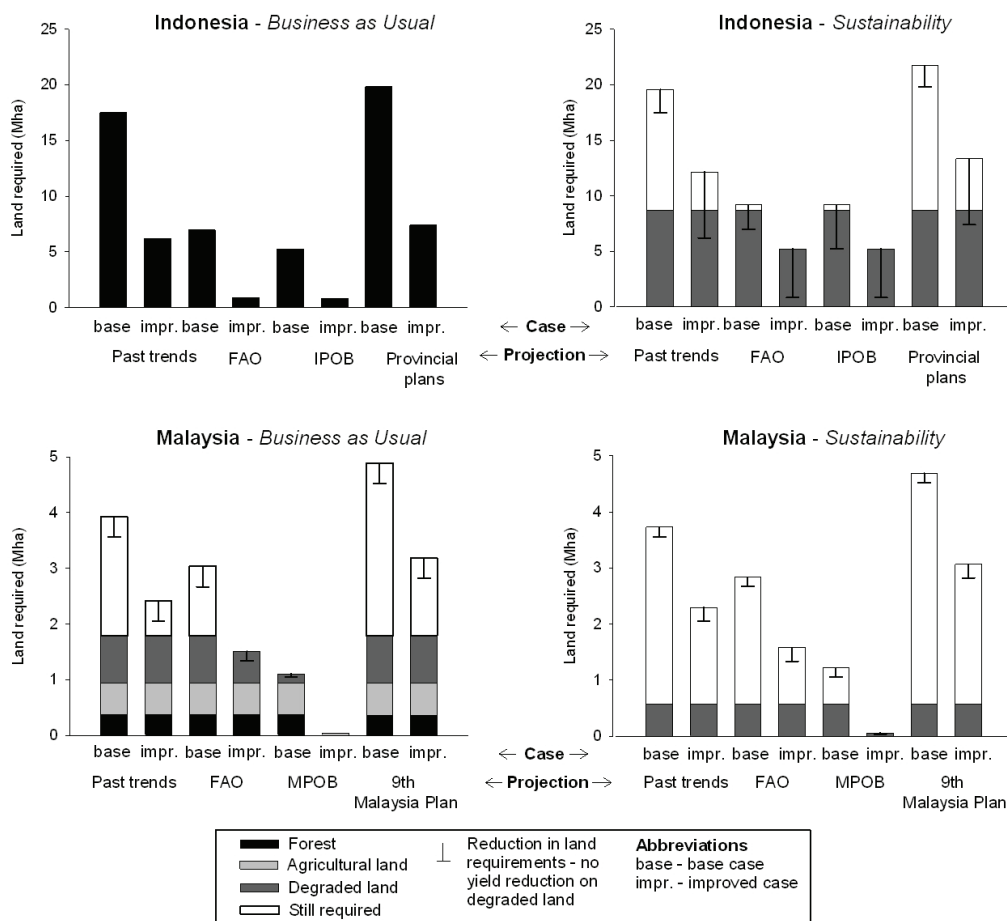 Indonesia - Business as Usual
Land required (Mha)
25
20
15
10
5
0
base impr. base impr. base impr. base impr.
Past trends FAO IPOB Provincial
plans
Indonesia - Sustainability
Land required (Mha)
25
20
15
10
5
0
base impr. base impr. base impr. base impr.
Past trends FAO IPOB Provincial
plans
← Case →
← Projection →
Malaysia - Business as Usual
Land required (Mha)
5
4
3
2
1
0
base impr. base impr. base impr. base impr.
Past trends FAO MPOB 9th
Malaysia Plan
Malaysia - Sustainability
Land required (Mha)
5
4
3
2
1
0
base impr. base impr. base impr. base impr.
Past trends FAO MPOB 9th
Malaysia Plan
← Case →
← Projection →
Forest
Agricultural land
Degraded land
Still required
Reduction in land
requirements - no
yield reduction on
degraded land
Abbreviations
base - base case
impr. - improved case